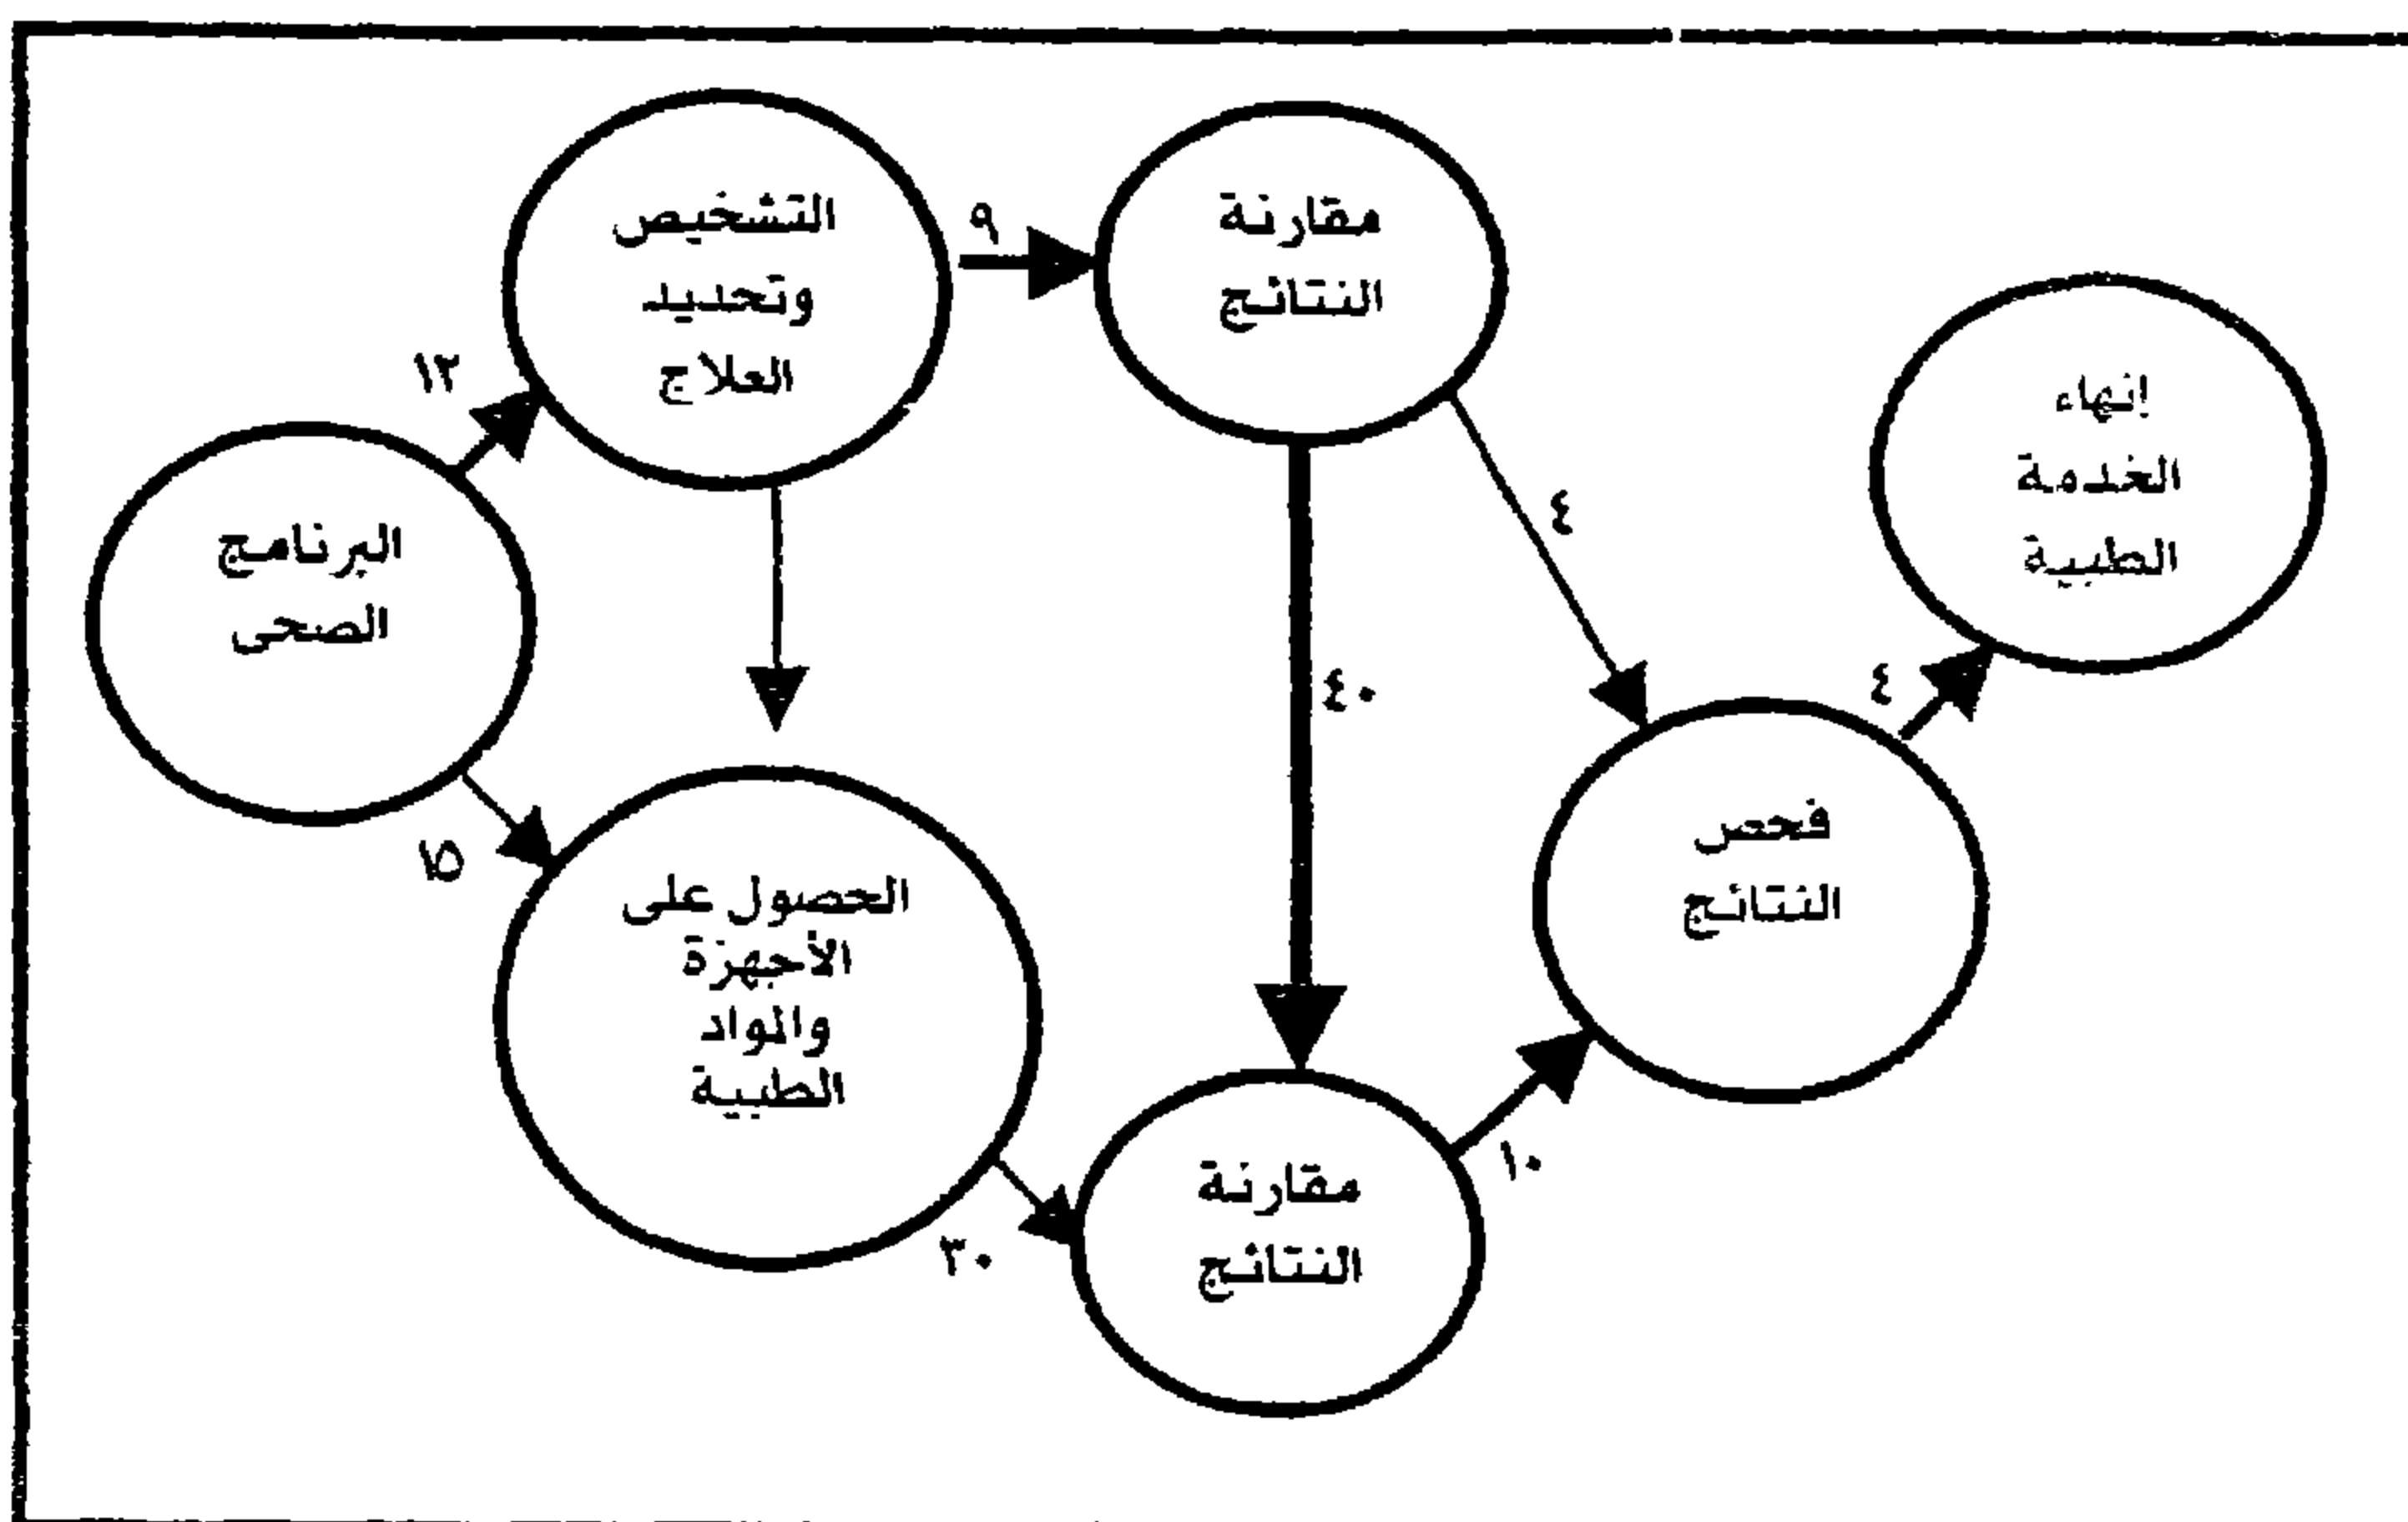 التشخيص
وتحديد
العلاج
٩
مقارنة
النتائج
١٢
البرنامج
الصحى
١٥
الحصول على
الأجهزة
والمواد
الطبية
٣٠
٤٠
مقارنة
النتائج
٤
١٠
فحص
النتائج
٤
إنهاء
الخدمة
الطبية